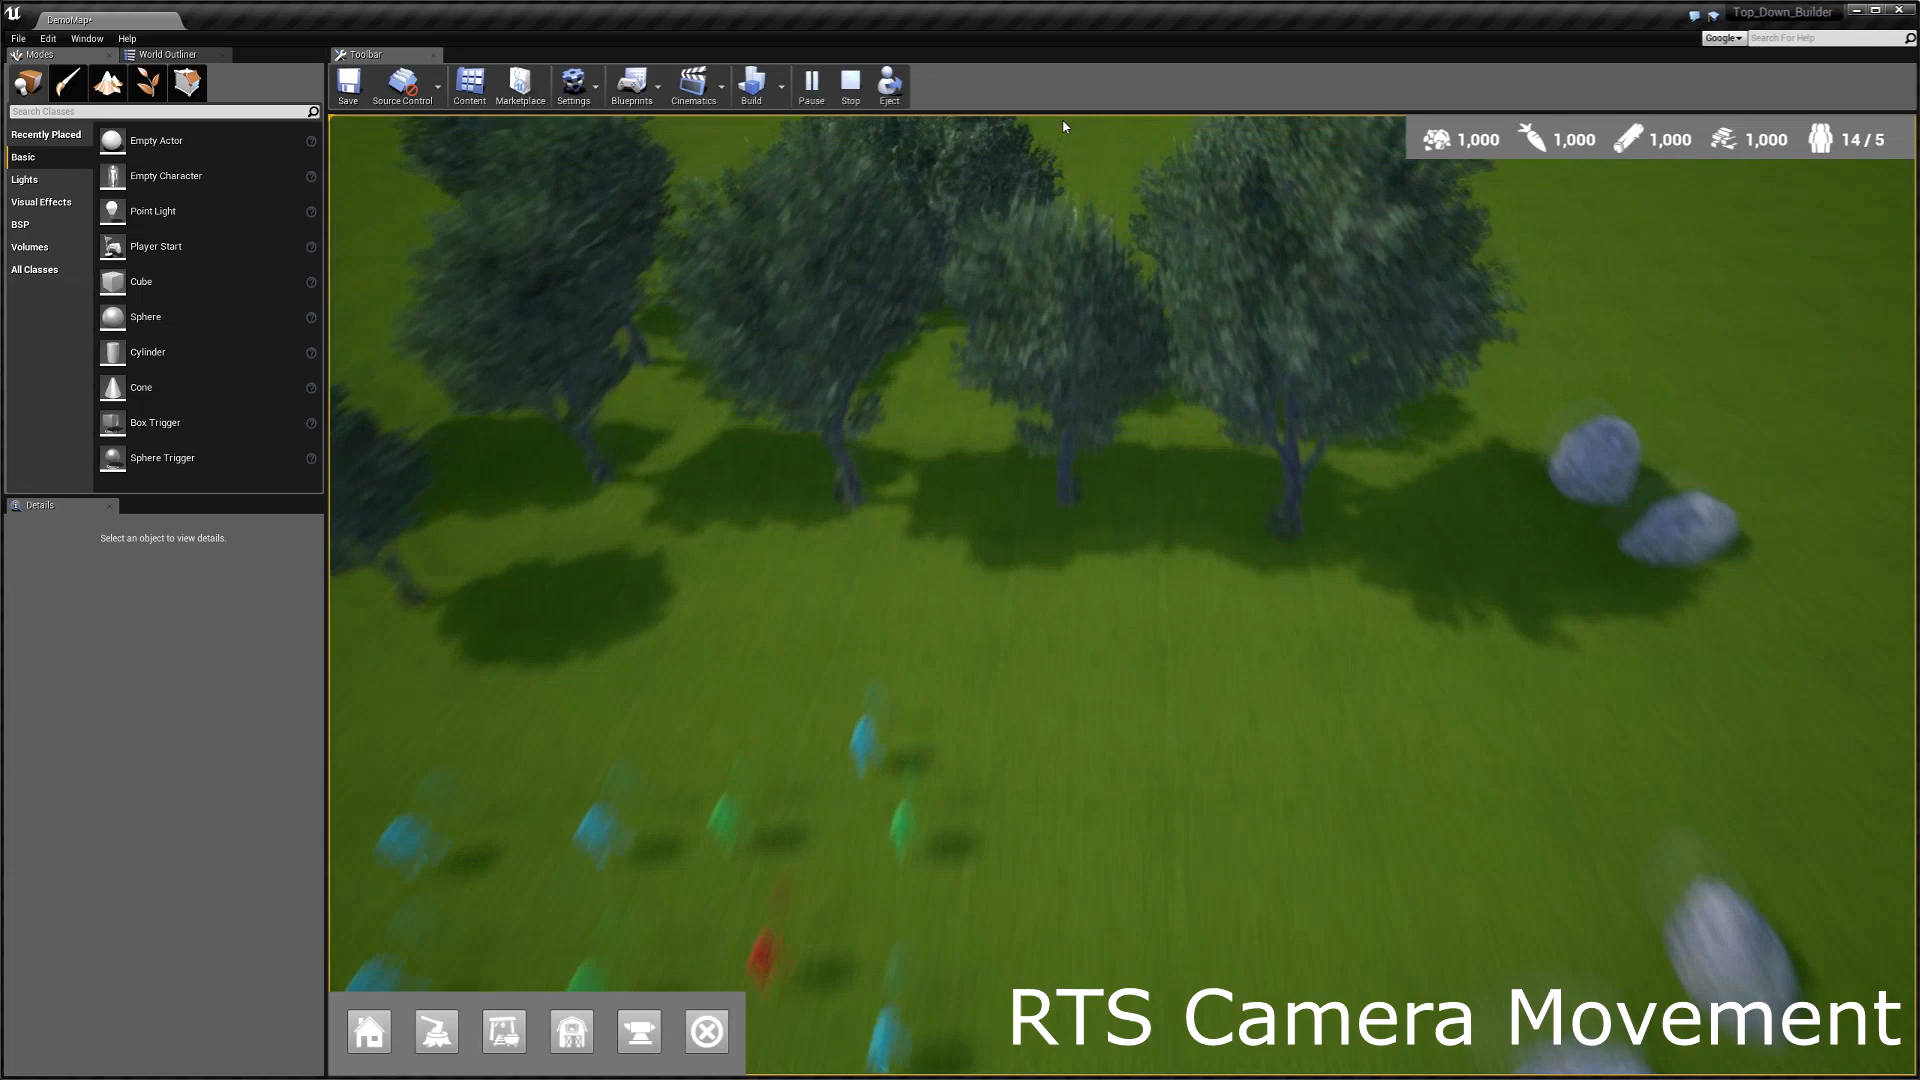 DemoMap*
Top_Down_Builder
File Edit Window Help
Google Search For Help
Modes World Outliner Toolbar
Save Source Control Content Marketplace Settings Blueprints Cinematics Build Pause Stop Eject
Search Classes
Recently Placed
Basic
Lights
Visual Effects
BSP
Volumes
All Classes
Empty Actor
Empty Character
Point Light
Player Start
Cube
Sphere
Cylinder
Cone
Box Trigger
Sphere Trigger
1,000 1,000 1,000 1,000 14 / 5
Details
Select an object to view details.
RTS Camera Movement